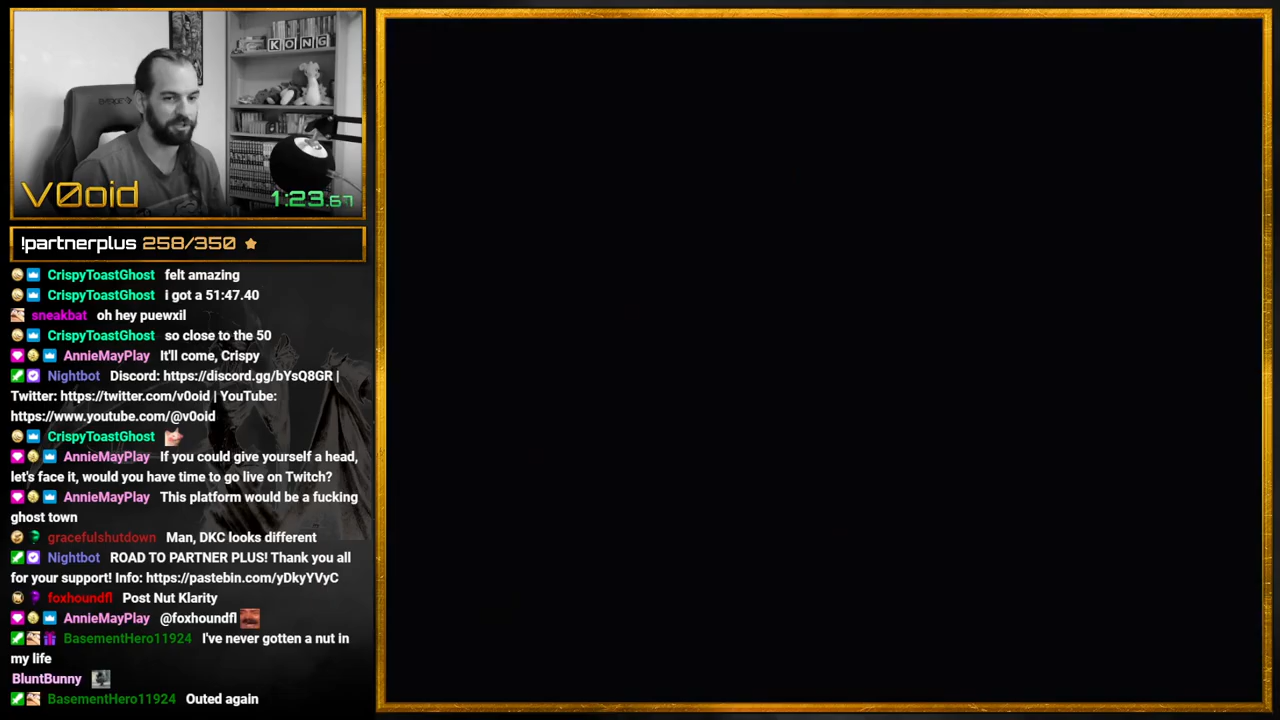 KONG
V0oid
1:23.67
!partnerplus 258/350
CrispyToastGhost felt amazing
CrispyToastGhost i got a 51:47.40
sneakbat oh hey puewxil
CrispyToastGhost so close to the 50
AnnieMayPlay It'll come, Crispy
Nightbot Discord: https://discord.gg/bYsQ8GR |
Twitter: https://twitter.com/v0oid | YouTube:
https://www.youtube.com/@v0oid
CrispyToastGhost
AnnieMayPlay If you could give yourself a head,
let's face it, would you have time to go live on Twitch?
AnnieMayPlay This platform would be a fucking
ghost town
gracefulshutdown Man, DKC looks different
Nightbot ROAD TO PARTNER PLUS! Thank you all
for your support! Info: https://pastebin.com/yDkyYVyC
foxhoundfl Post Nut Klarity
AnnieMayPlay @foxhoundfl
BasementHero11924 I've never gotten a nut in
my life
BluntBunny
BasementHero11924 Outed again